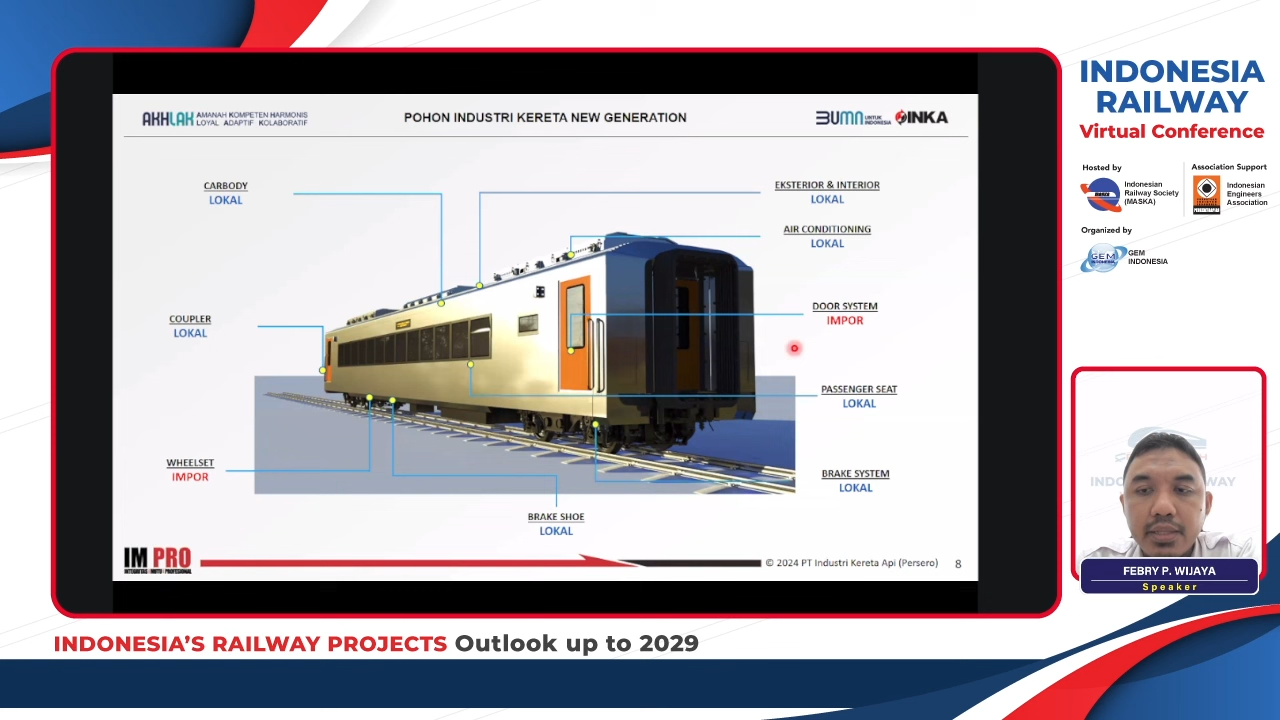 AKHLAK AMANAH KOMPETEN HARMONIS
LOYAL ADAPTIF KOLABORATIF
POHON INDUSTRI KERETA NEW GENERATION
BUMN UNTUK
INDONESIA
INKA
CARBODY
LOKAL
EKSTERIOR & INTERIOR
LOKAL
AIR CONDITIONING
LOKAL
COUPLER
LOKAL
DOOR SYSTEM
IMPOR
PASSENGER SEAT
LOKAL
WHEELSET
IMPOR
BRAKE SYSTEM
LOKAL
BRAKE SHOE
LOKAL
IM PRO
© 2024 PT Industri Kereta Api (Persero) 8
INDONESIA
RAILWAY
Virtual Conference
Hosted by
Indonesian
Railway Society
(MASKA)
Association Support
Indonesian
Engineers
Association
Organized by
GEM
GEM
INDONESIA
FEBRY P. WIJAYA
Speaker
INDONESIA'S RAILWAY PROJECTS Outlook up to 2029